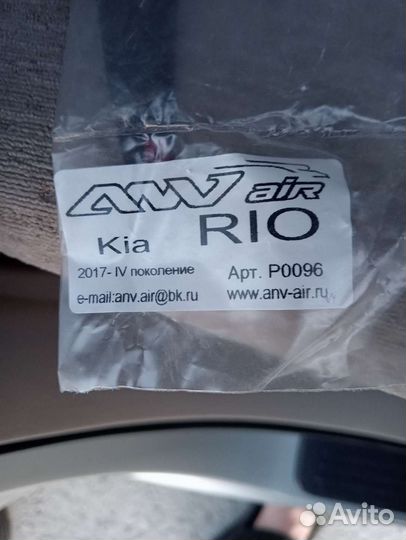 ANV air
Kia RIO
2017- IV поколение Арт. P0096
e-mail:anv.air@bk.ru www.anv-air.ru
Avito